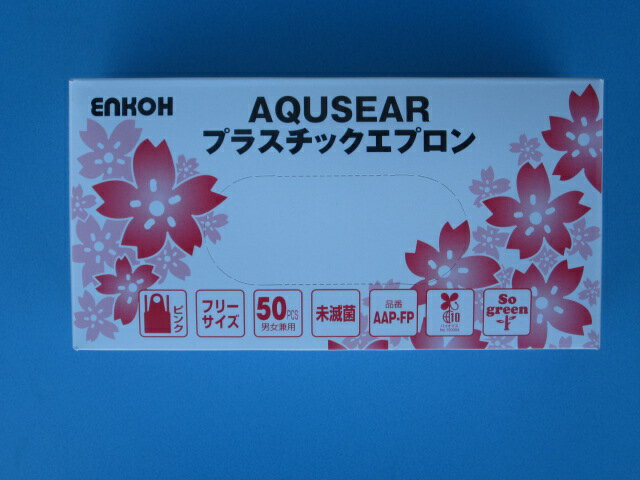 ENKOH
AQUSEAR
プラスチックエプロン
ピンク
フリー
サイズ
50PCS
男女兼用
未滅菌
品番
AAP-FP
10
So
green